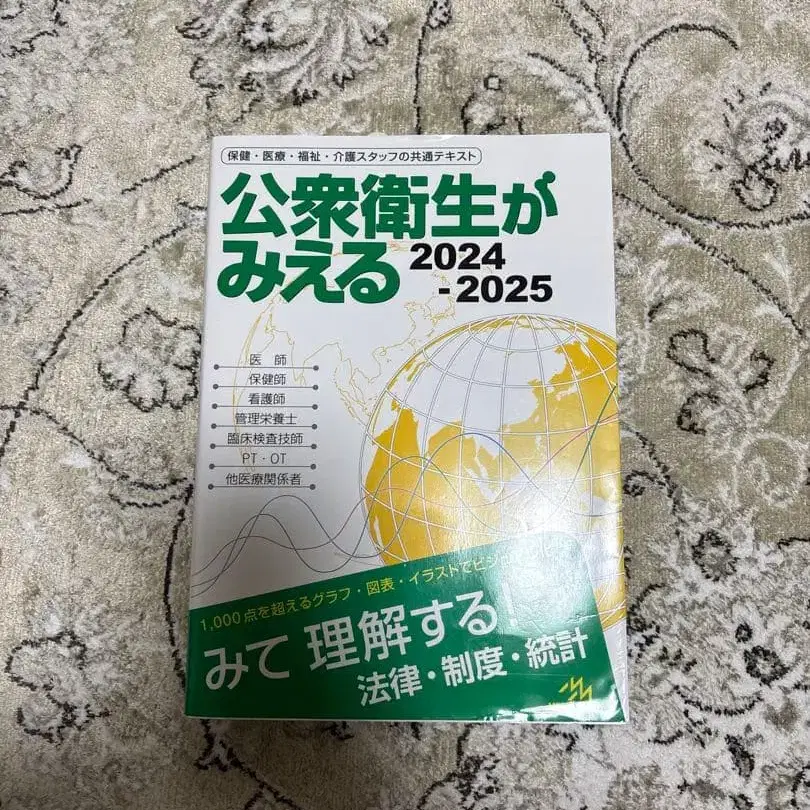 保健・医療・福祉・介護スタッフの共通テキスト
公衆衛生が
みえる 2024
-2025
医 師
保健師
看護師
管理栄養士
臨床検査技師
PT・OT
他医療関係者
1,000点を超えるグラフ・図表・イラストでビジ
みて 理解する!
法律・制度・統計